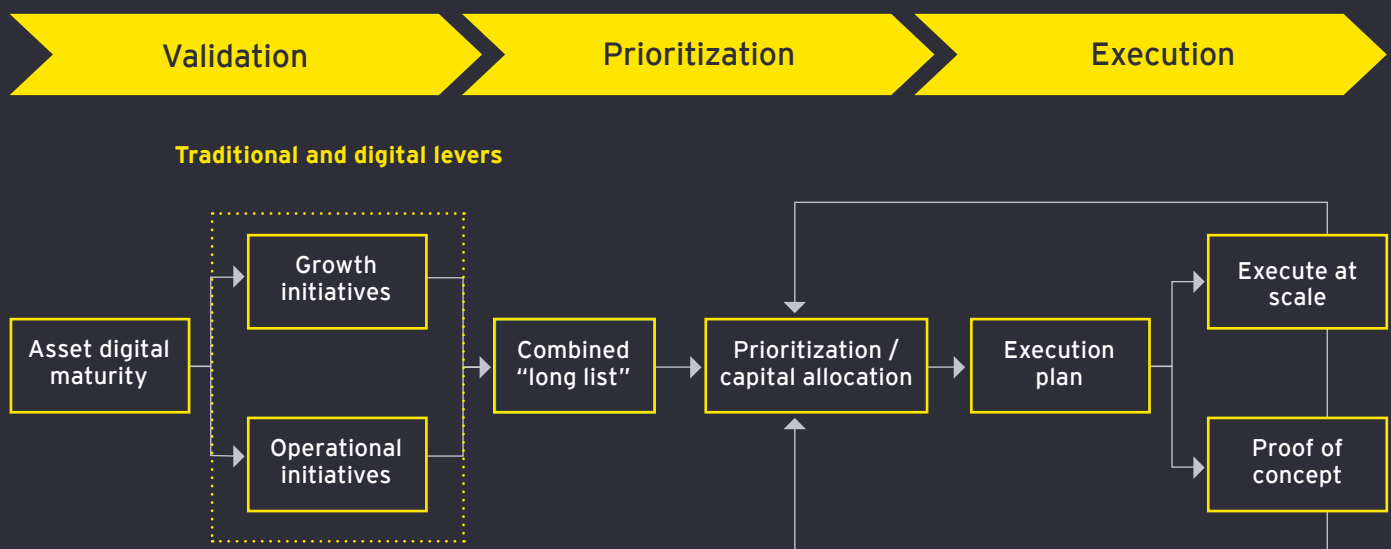 Validation
Prioritization
Execution
Traditional and digital levers
Growth
initiatives
Execute at
scale
Asset digital
maturity
Combined
“long list”
Prioritization /
capital allocation
Execution
plan
Operational
initiatives
Proof of
concept